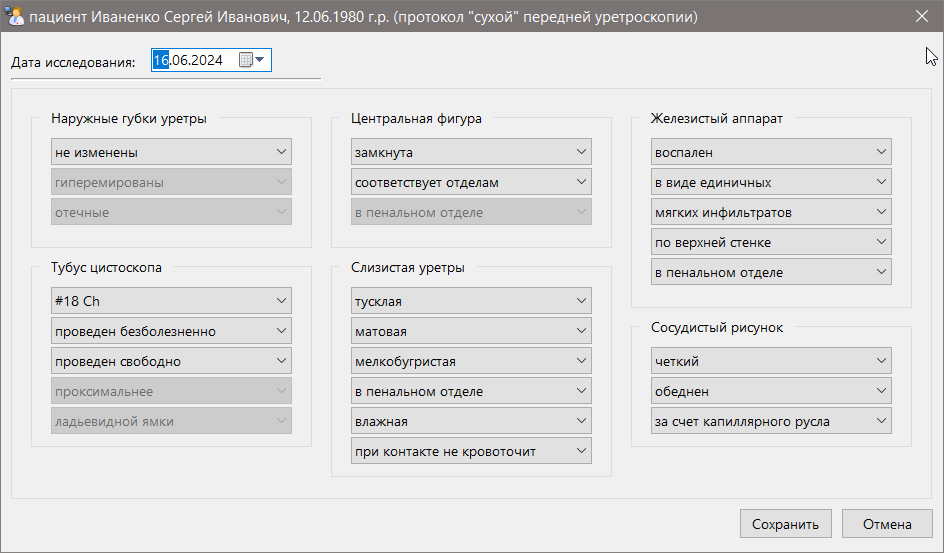 пациент Иваненко Сергей Иванович, 12.06.1980 г.р. (протокол "сухой" передней уретроскопии)
Дата исследования: 16.06.2024
Наружные губки уретры
не изменены
гиперемированы
отечные
Тубус цистоскопа
#18 Ch
проведен безболезненно
проведен свободно
проксимальнее
ладьевидной ямки
Центральная фигура
замкнута
соответствует отделам
в пенальном отделе
Слизистая уретры
тусклая
матовая
мелкобугристая
в пенальном отделе
влажная
при контакте не кровоточит
Железистый аппарат
воспален
в виде единичных
мягких инфильтратов
по верхней стенке
в пенальном отделе
Сосудистый рисунок
четкий
обеднен
за счет капиллярного русла
Сохранить
Отмена